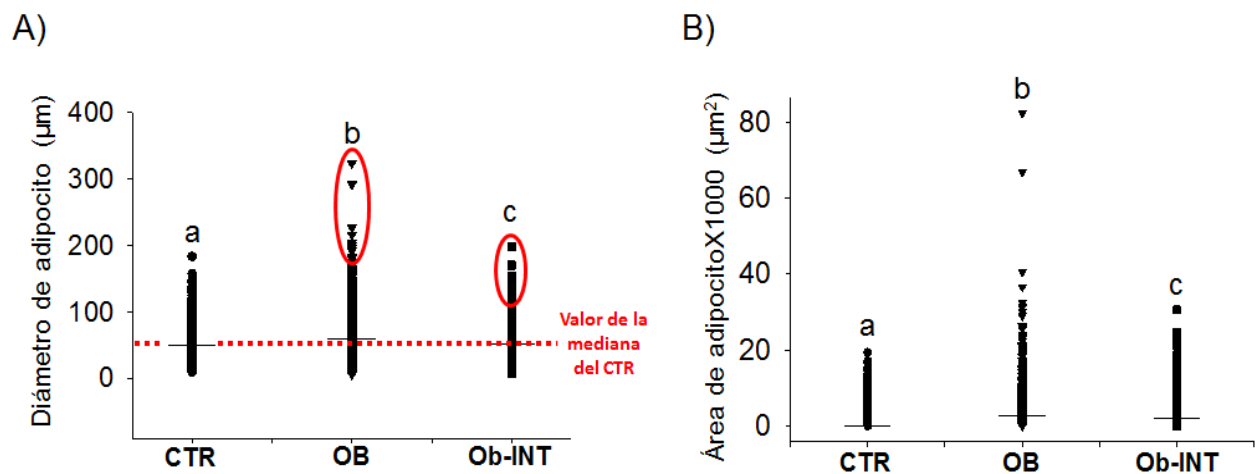 A)
Diámetro de adipocito (µm)
400
300
200
100
0
a
b
c
Valor de la
mediana
del CTR
CTR
OB
Ob-INT
B)
Área de adipocitoX1000 (µm²)
80
60
40
20
0
a
b
c
CTR
OB
Ob-INT